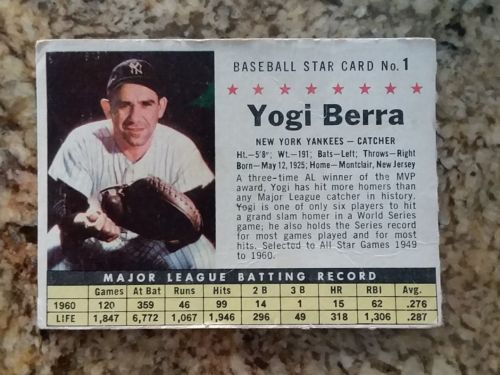 BASEBALL STAR CARD No. 1
Yogi Berra
NEW YORK YANKEES — CATCHER
Ht.—5'8"; Wt.—191; Bats—Left; Throws—Right
Born—May 12, 1925; Home—Montclair, New Jersey
A three-time AL winner of the MVP
award, Yogi has hit more homers than
any Major League catcher in history.
Yogi is one of only six players to hit
a grand slam homer in a World Series
game; he also holds the Series record
for most games played and for most
hits. Selected to All Star Games 1949
to 1960.
MAJOR LEAGUE BATTING RECORD
Games At Bat Runs Hits 2 B 3 B HR RBI Avg.
1960 120 359 46 99 14 1 15 62 .276
LIFE 1,847 6,772 1,067 1,946 296 49 318 1,306 .287